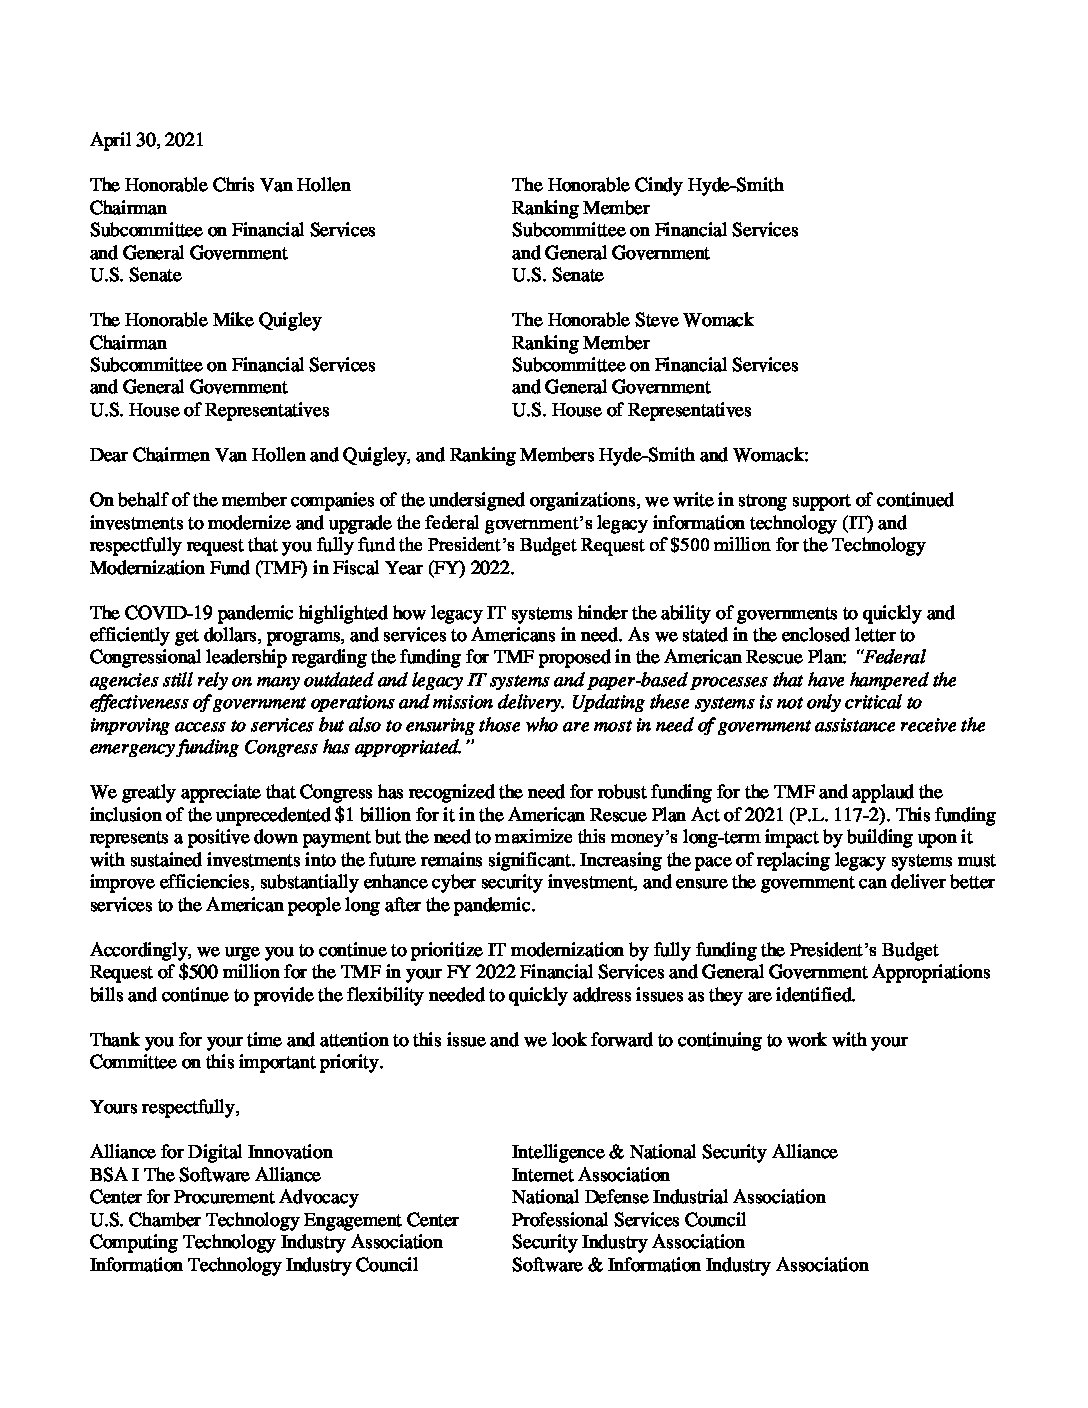 April 30, 2021
The Honorable Chris Van Hollen
Chairman
Subcommittee on Financial Services
and General Government
U.S. Senate
The Honorable Cindy Hyde-Smith
Ranking Member
Subcommittee on Financial Services
and General Government
U.S. Senate
The Honorable Mike Quigley
Chairman
Subcommittee on Financial Services
and General Government
U.S. House of Representatives
The Honorable Steve Womack
Ranking Member
Subcommittee on Financial Services
and General Government
U.S. House of Representatives
Dear Chairmen Van Hollen and Quigley, and Ranking Members Hyde-Smith and Womack:
On behalf of the member companies of the undersigned organizations, we write in strong support of continued
investments to modernize and upgrade the federal government’s legacy information technology (IT) and
respectfully request that you fully fund the President’s Budget Request of $500 million for the Technology
Modernization Fund (TMF) in Fiscal Year (FY) 2022.
The COVID-19 pandemic highlighted how legacy IT systems hinder the ability of governments to quickly and
efficiently get dollars, programs, and services to Americans in need. As we stated in the enclosed letter to
Congressional leadership regarding the funding for TMF proposed in the American Rescue Plan: “Federal
agencies still rely on many outdated and legacy IT systems and paper-based processes that have hampered the
effectiveness of government operations and mission delivery. Updating these systems is not only critical to
improving access to services but also to ensuring those who are most in need of government assistance receive the
emergency funding Congress has appropriated.”
We greatly appreciate that Congress has recognized the need for robust funding for the TMF and applaud the
inclusion of the unprecedented $1 billion for it in the American Rescue Plan Act of 2021 (P.L. 117-2). This funding
represents a positive down payment but the need to maximize this money’s long-term impact by building upon it
with sustained investments into the future remains significant. Increasing the pace of replacing legacy systems must
improve efficiencies, substantially enhance cyber security investment, and ensure the government can deliver better
services to the American people long after the pandemic.
Accordingly, we urge you to continue to prioritize IT modernization by fully funding the President’s Budget
Request of $500 million for the TMF in your FY 2022 Financial Services and General Government Appropriations
bills and continue to provide the flexibility needed to quickly address issues as they are identified.
Thank you for your time and attention to this issue and we look forward to continuing to work with your
Committee on this important priority.
Yours respectfully,
Alliance for Digital Innovation
BSA I The Software Alliance
Center for Procurement Advocacy
U.S. Chamber Technology Engagement Center
Computing Technology Industry Association
Information Technology Industry Council
Intelligence & National Security Alliance
Internet Association
National Defense Industrial Association
Professional Services Council
Security Industry Association
Software & Information Industry Association